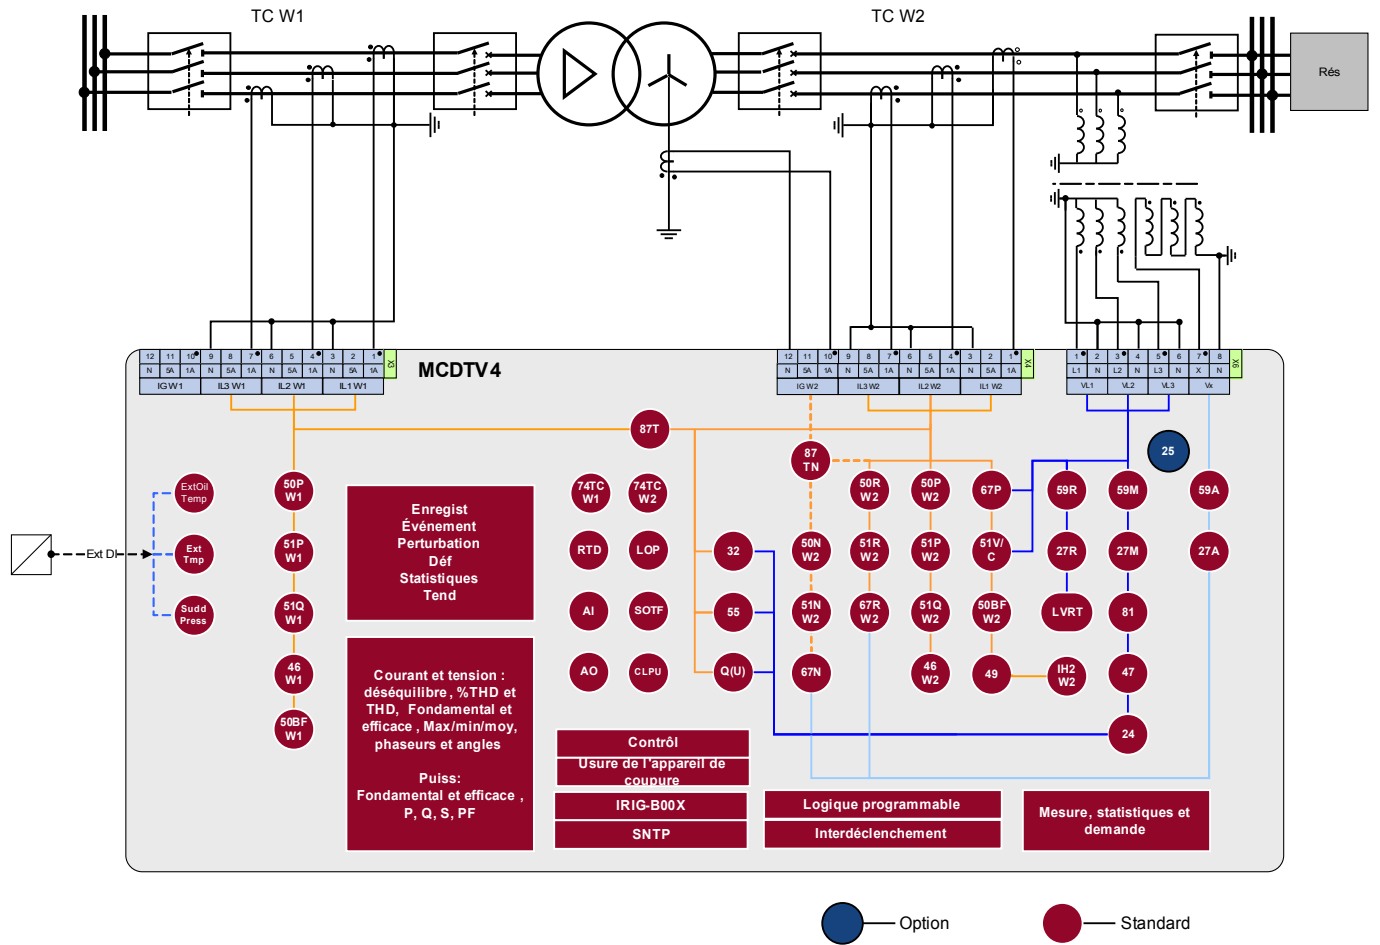 TC W1
TC W2
Rés
12 11 10 9 8 7 6 5 4 3 2 1
N 5A 1A N 5A 1A N 5A 1A N 5A 1A
IG W1 IL3 W1 IL2 W1 IL1 W1
X3
MCDTV4
12 11 10 9 8 7 6 5 4 3 2 1
N 5A 1A N 5A 1A N 5A 1A N 5A 1A
IG W2 IL3 W2 IL2 W2 IL1 W2
X4
1 2 3 4 5 6 7 8
L1 N L2 N L3 N X N
VL1 VL2 VL3 Vx
X6
87T
87
TN
25
ExtOil
Temp
50P
W1
74TC
W1
74TC
W2
50R
W2
50P
W2
67P
59R
59M
59A
Enregist
Événement
Perturbation
Déf
Statistiques
Tend
Ext DI
Ext
Tmp
51P
W1
RTD
LOP
32
50N
W2
51R
W2
51P
W2
51V/
C
27R
27M
27A
Sudd
Press
51Q
W1
AI
SOTF
55
51N
W2
67R
W2
51Q
W2
50BF
W2
LVRT
81
46
W1
AO
CLPU
Q(U)
67N
46
W2
49
IH2
W2
47
50BF
W1
24
Courant et tension :
déséquilibre, %THD et
THD, Fondamental et
efficace, Max/min/moy,
phaseurs et angles
Puiss:
Fondamental et efficace ,
P, Q, S, PF
Contrôl
Usure de l'appareil de
coupure
IRIG-B00X
SNTP
Logique programmable
Interdéclenchement
Mesure, statistiques et
demande
Option
Standard